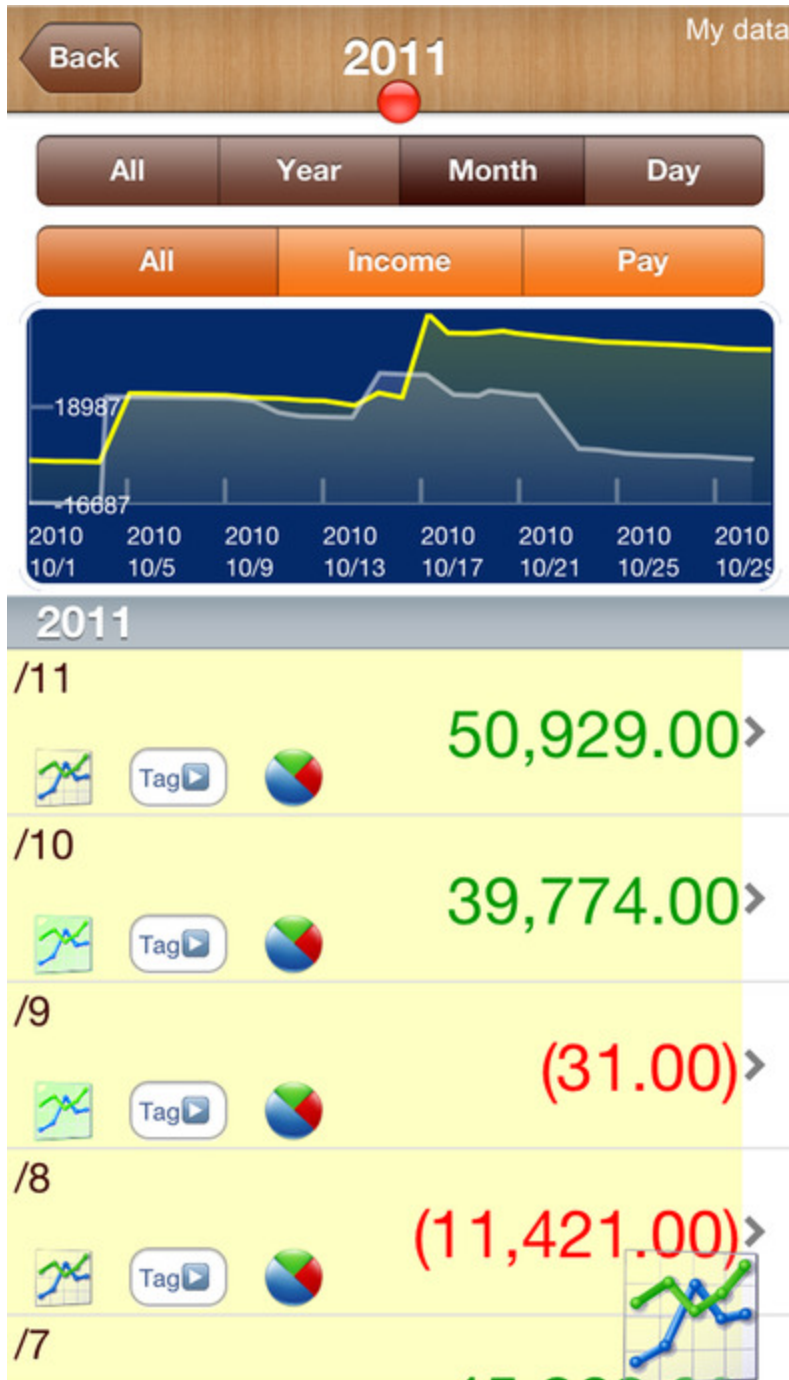 My data
Back
2011
All Year Month Day
All Income Pay
18987
-16687
2010 2010 2010 2010 2010 2010 2010 2010
10/1 10/5 10/9 10/13 10/17 10/21 10/25 10/29
2011
/11
50,929.00
Tag
/10
39,774.00
Tag
/9
(31.00)
Tag
/8
(11,421.00)
Tag
/7